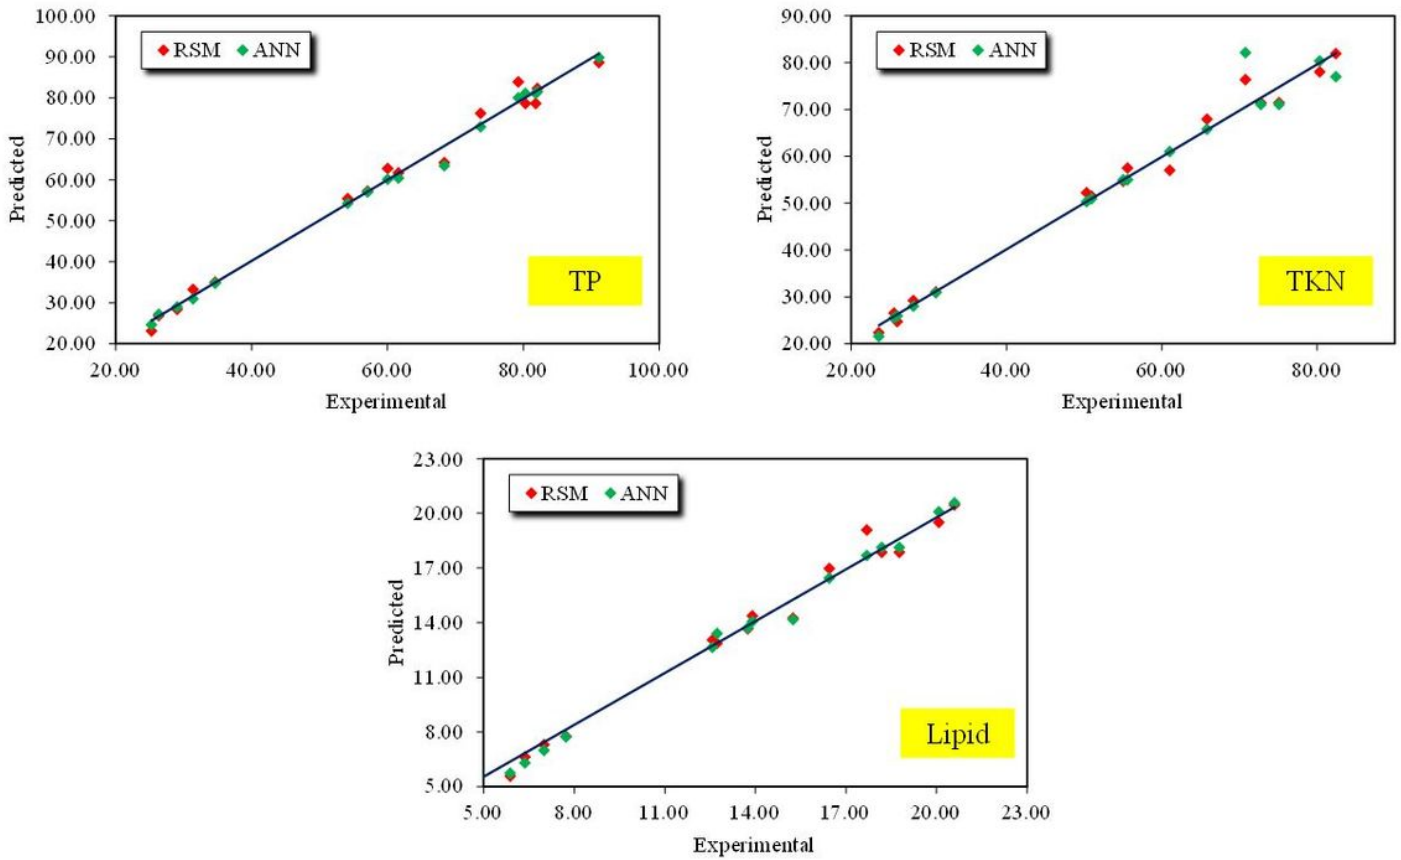 100.00
90.00
80.00
70.00
60.00
50.00
40.00
30.00
20.00
Predicted
RSM ANN
TP
20.00 40.00 60.00 80.00 100.00
Experimental
90.00
80.00
70.00
60.00
50.00
40.00
30.00
20.00
Predicted
RSM ANN
TKN
20.00 40.00 60.00 80.00
Experimental
23.00
20.00
17.00
14.00
11.00
8.00
5.00
Predicted
RSM ANN
Lipid
5.00 8.00 11.00 14.00 17.00 20.00 23.00
Experimental